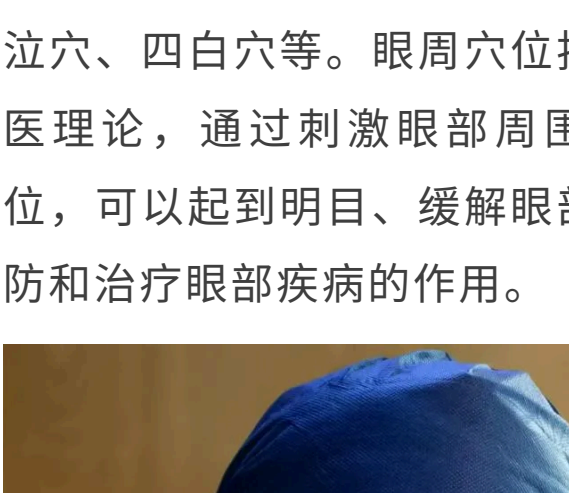 泣穴、四白穴等。眼周穴位
医理论，通过刺激眼部周围
位，可以起到明目、缓解眼部
防和治疗眼部疾病的作用。